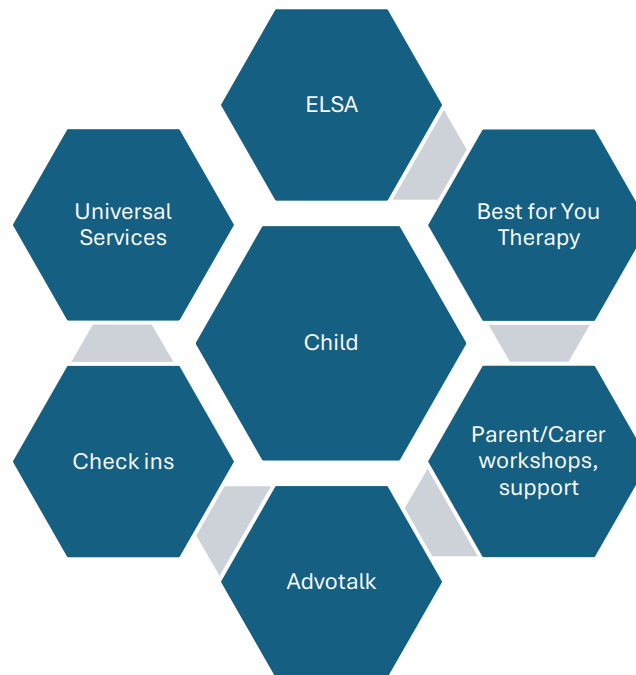 ELSA
Universal
Services
Best for You
Therapy
Child
Check ins
Parent/Carer
workshops,
support
Advotalk